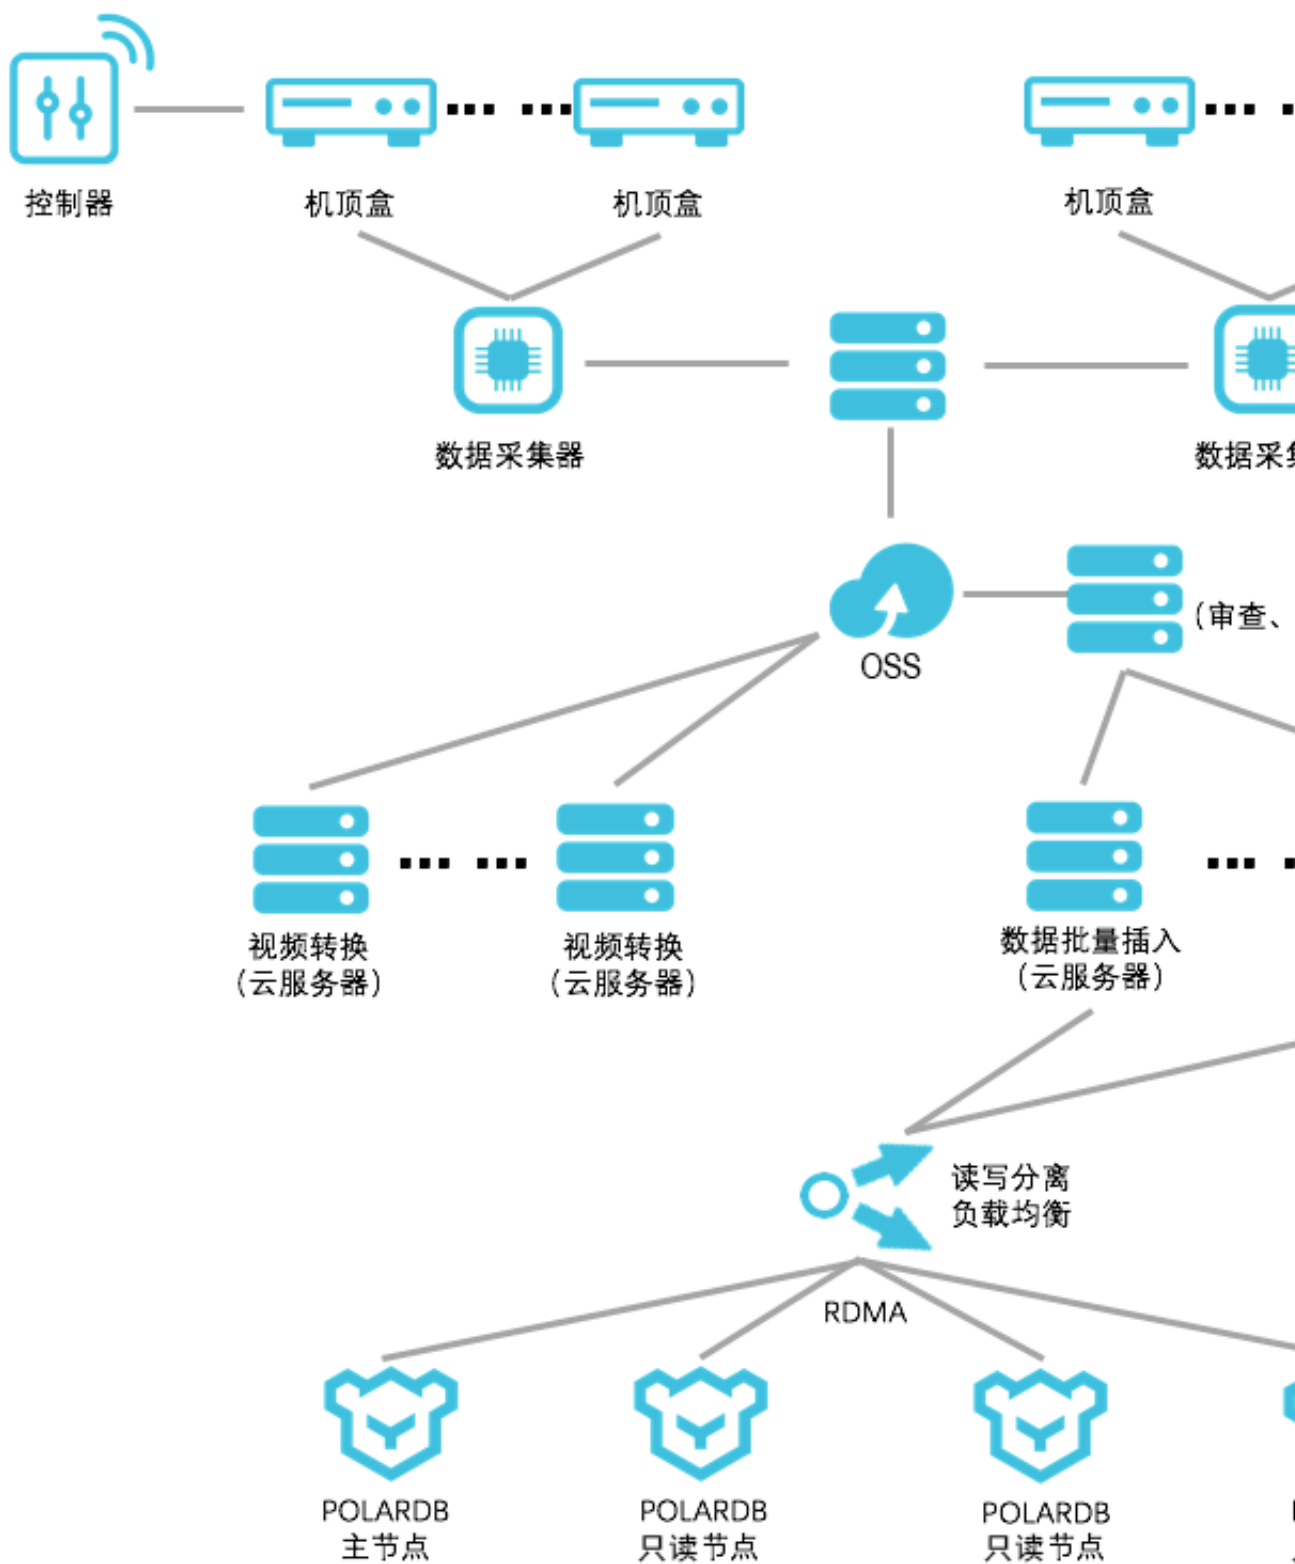 控制器
机顶盒
机顶盒
机顶盒
数据采集器
数据采
OSS
(审查、
视频转换
(云服务器)
视频转换
(云服务器)
数据批量插入
(云服务器)
读写分离
负载均衡
RDMA
POLARDB
主节点
POLARDB
只读节点
POLARDB
只读节点